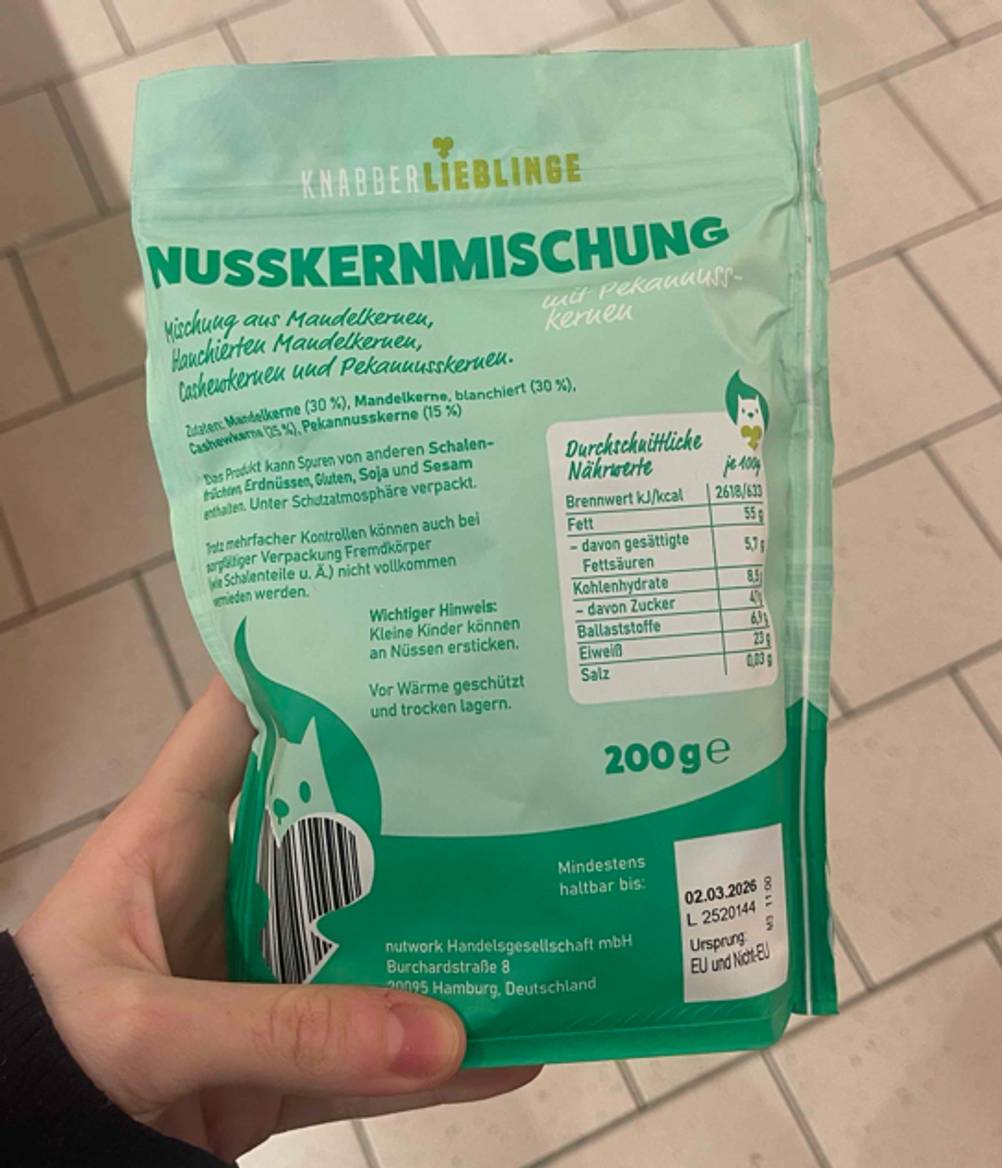 KNABBERLIEBLINGE
NUSSKERNMISCHUNG
mit Pekannuss-
kernen
Mischung aus Mandelkernen,
blanchierten Mandelkernen,
Cashewkernen und Pekannusskernen.
Zutaten: Mandelkerne (30 %), Mandelkerne, blanchiert (30 %),
Cashewkerne (25 %), Pekannusskerne (15 %)
Das Produkt kann Spuren von anderen Schalen-
früchten, Erdnüssen, Gluten, Soja und Sesam
enthalten. Unter Schutzatmosphäre verpackt.
Trotz mehrfacher Kontrollen können auch bei
sorgfältiger Verpackung Fremdkörper
(wie Schalenteile u. Ä.) nicht vollkommen
vermieden werden.
Wichtiger Hinweis:
Kleine Kinder können
an Nüssen ersticken.
Vor Wärme geschützt
und trocken lagern.
Durchschnittliche
Nährwerte je 100g
Brennwert kJ/kcal 2618/633
Fett 55 g
- davon gesättigte 5,7 g
Fettsäuren
Kohlenhydrate 8,5
- davon Zucker
Ballaststoffe 6,9
Eiweiß 23 g
Salz 0,03 g
200g e
Mindestens
haltbar bis:
02.03.2026
L 2520144
M3 11:00
Ursprung:
EU und Nicht-EU
nutwork Handelsgesellschaft mbH
Burchardstraße 8
20095 Hamburg, Deutschland